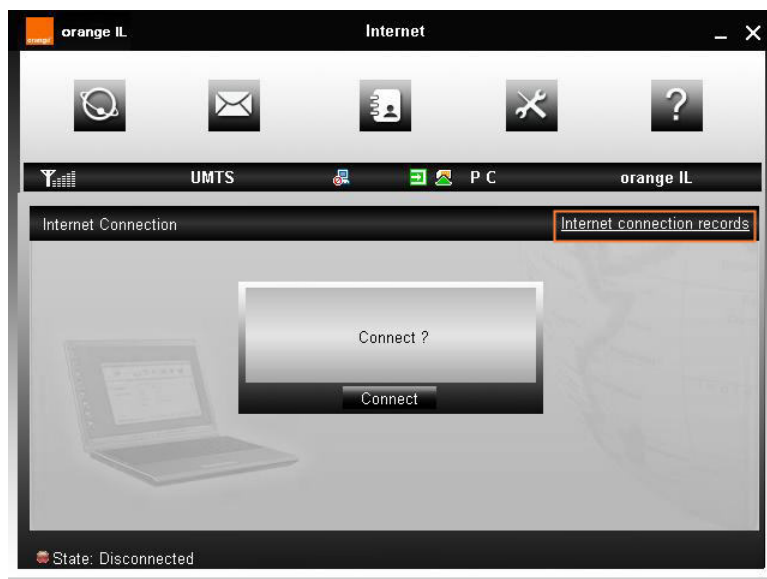 orange
orange IL
Internet
?
UMTS
P C
orange IL
Internet Connection
Internet connection records
Connect ?
Connect
State: Disconnected